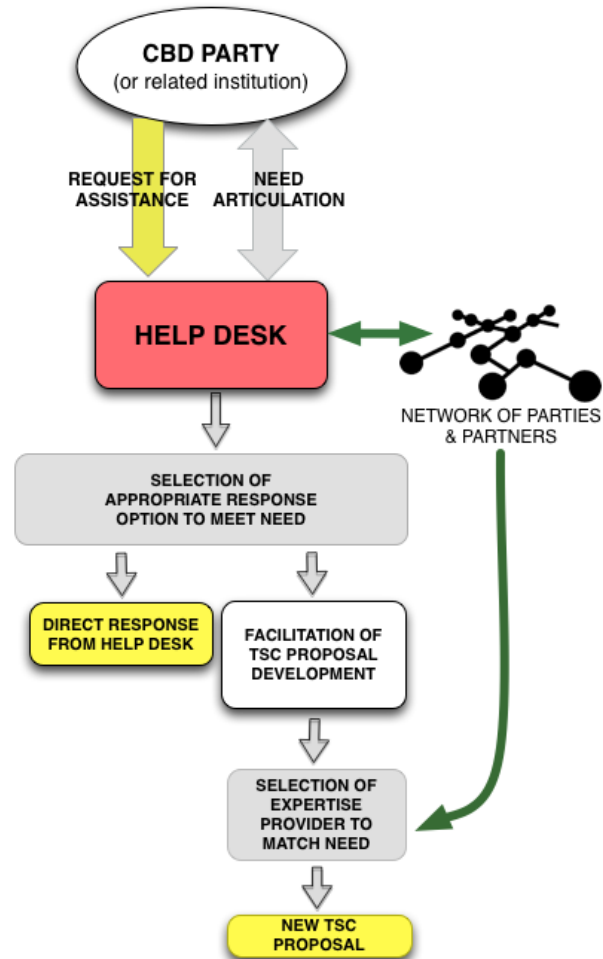 CBD PARTY
(or related institution)
REQUEST FOR
ASSISTANCE
NEED
ARTICULATION
HELP DESK
NETWORK OF PARTIES
& PARTNERS
SELECTION OF
APPROPRIATE RESPONSE
OPTION TO MEET NEED
DIRECT RESPONSE
FROM HELP DESK
FACILITATION OF
TSC PROPOSAL
DEVELOPMENT
SELECTION OF
EXPERTISE
PROVIDER TO
MATCH NEED
NEW TSC
PROPOSAL